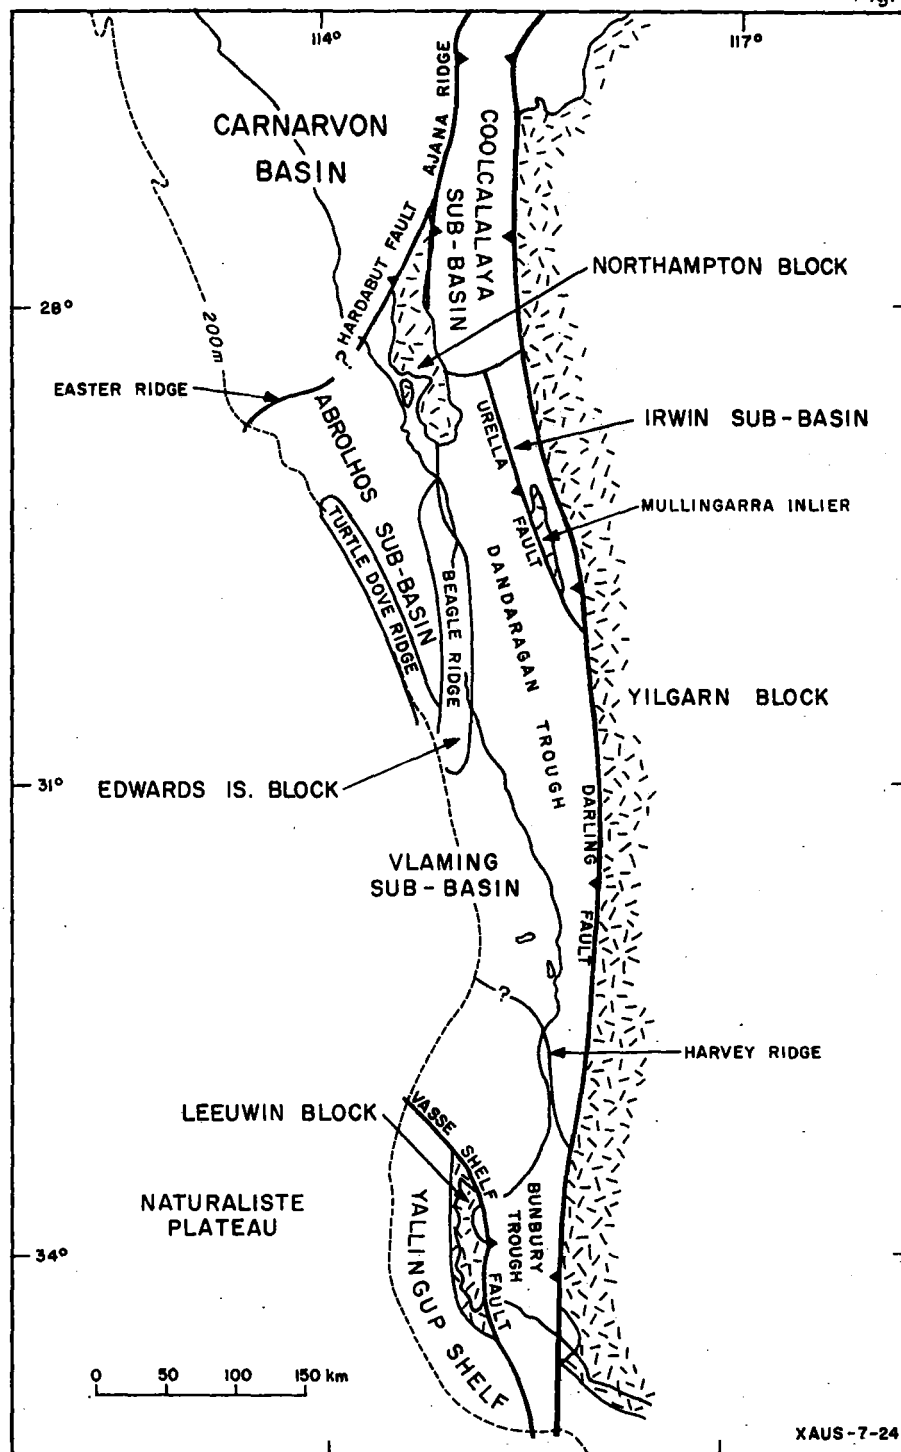 Fig.
114°
117°
CARNARVON
BASIN
AJANA RIDGE
COOLCALALAYA
SUB-BASIN
?
HARDABUT FAULT
?
NORTHAMPTON BLOCK
28°
200m
EASTER RIDGE
ABROLHOS SUB-BASIN
URELLA FAULT
IRWIN SUB-BASIN
MULLINGARRA INLIER
TURTLE DOVE RIDGE
BEAGLE RIDGE
DANDARAGAN TROUGH
YILGARN BLOCK
EDWARDS IS. BLOCK
31°
DARLING FAULT
VLAMING
SUB-BASIN
?
HARVEY RIDGE
LEEUWIN BLOCK
VASSE SHELF
FAULT
BUNBURY
TROUGH
NATURALISTE
PLATEAU
YALLINGUP SHELF
34°
0 50 100 150 km
XAUS-7-24